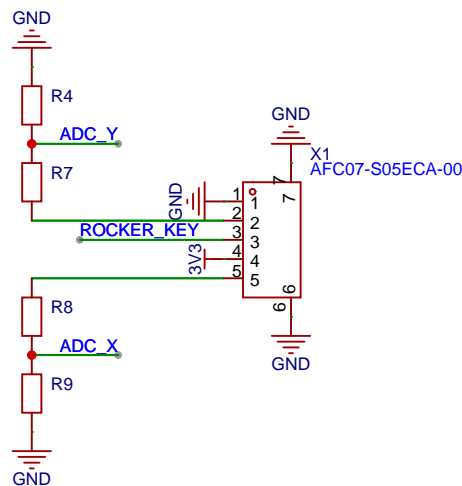 GND
R4
ADC_Y
R7
GND
7
X1
AFC07-S05ECA-00
7
GND
1
1
2
2
ROCKER_KEY
3
3
3V3
4
4
5
5
R8
6
6
ADC_X
GND
R9
GND